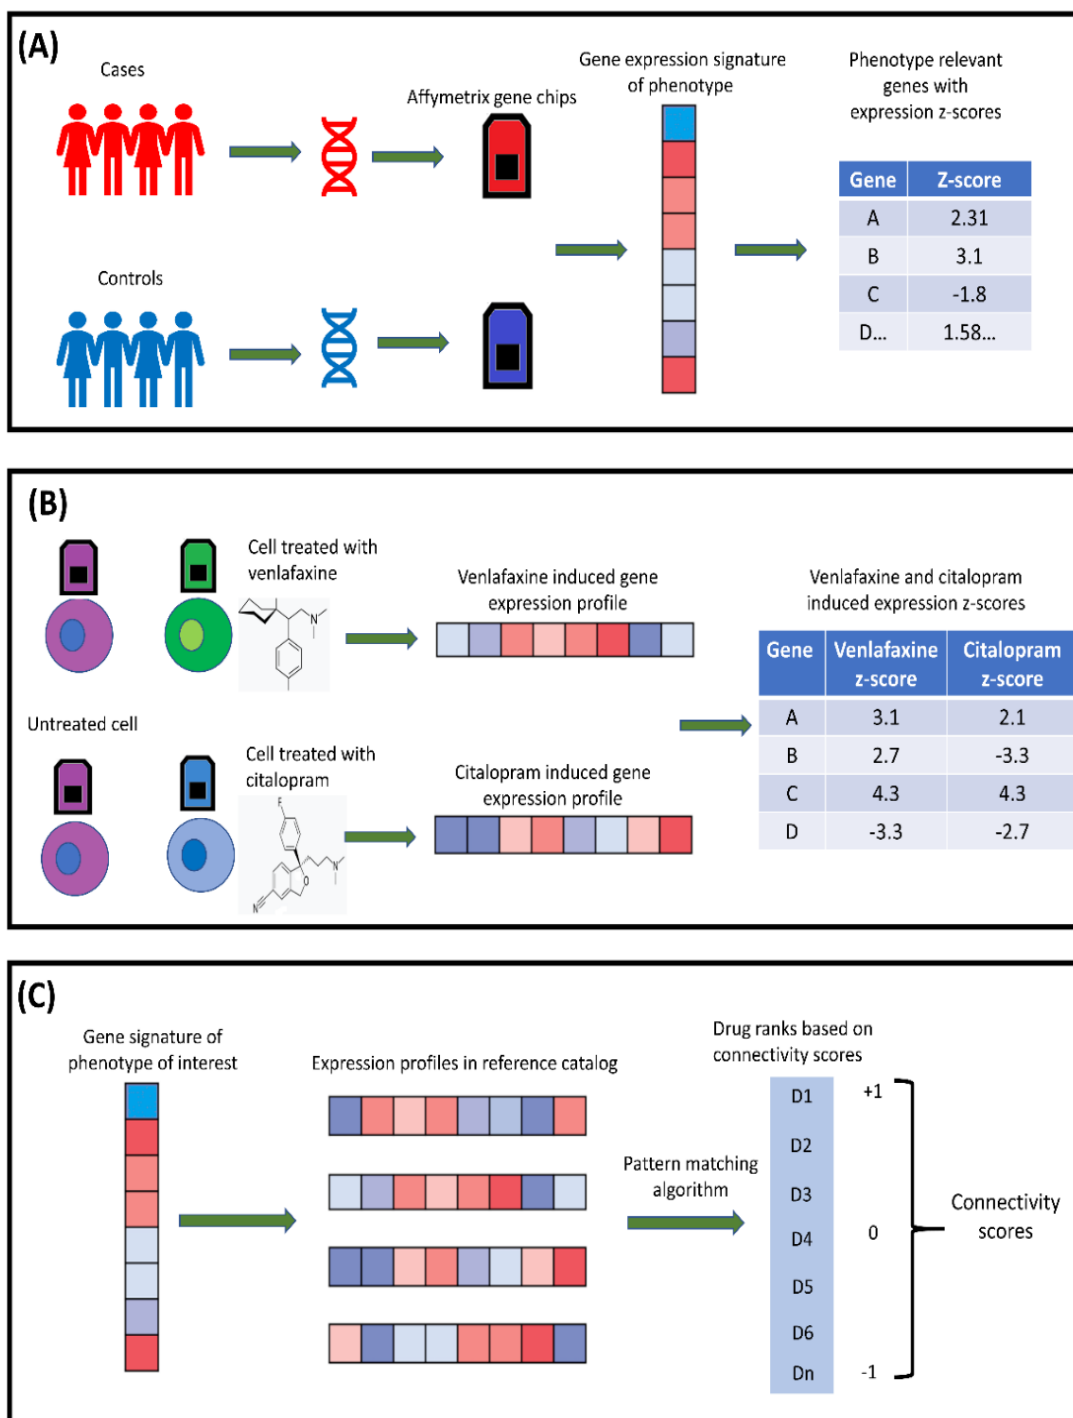 (A)
Cases
Affymetrix gene chips
Gene expression signature
of phenotype
Phenotype relevant
genes with
expression z-scores
Gene Z-score
A 2.31
B 3.1
C -1.8
D... 1.58...
Controls
(B)
Cell treated with
venlafaxine
N
Venlafaxine induced gene
expression profile
Venlafaxine and citalopram
induced expression z-scores
Gene Venlafaxine z-score Citalopram z-score
A 3.1 2.1
B 2.7 -3.3
C 4.3 4.3
D -3.3 -2.7
Untreated cell
Cell treated with
citalopram
F
N
O
N
Citalopram induced gene
expression profile
(C)
Gene signature of
phenotype of interest
Expression profiles in reference catalog
Pattern matching
algorithm
Drug ranks based on
connectivity scores
D1 +1
D2
D3
D4 0
D5
D6
Dn -1
Connectivity
scores